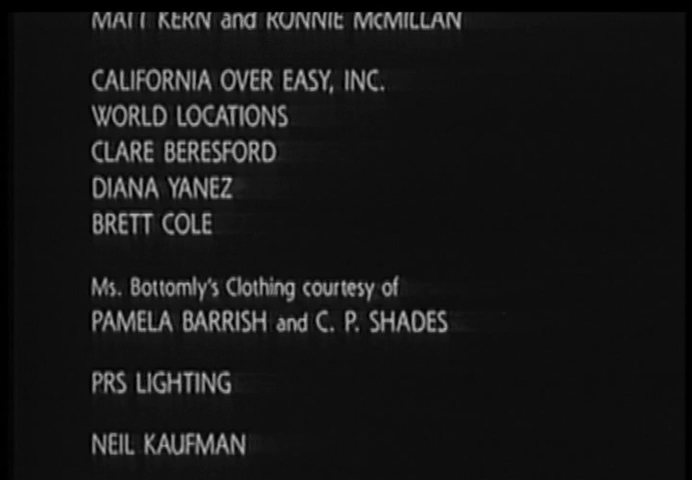 MATT KERN and RONNIE McMILLAN
CALIFORNIA OVER EASY, INC.
WORLD LOCATIONS
CLARE BERESFORD
DIANA YANEZ
BRETT COLE
Ms. Bottomly's Clothing courtesy of
PAMELA BARRISH and C. P. SHADES
PRS LIGHTING
NEIL KAUFMAN